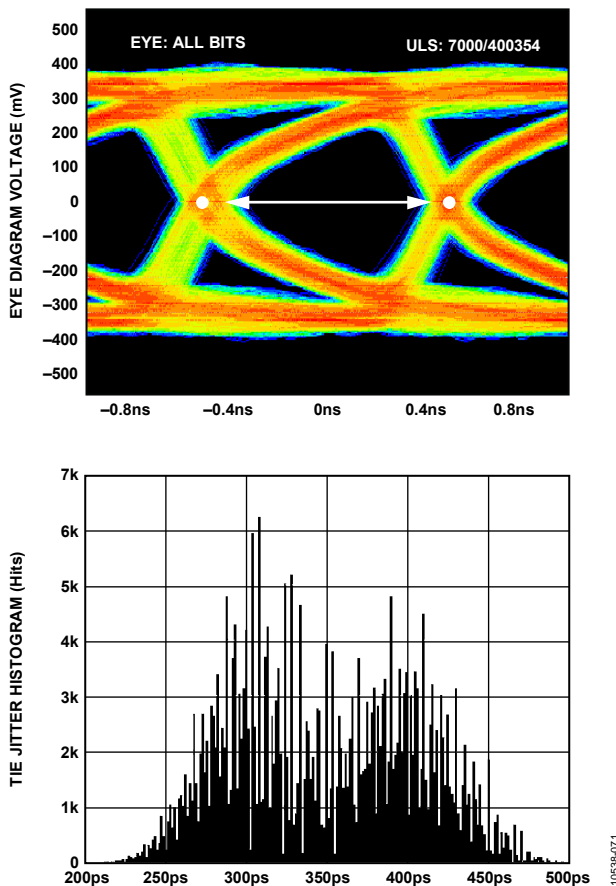 EYE: ALL BITS
ULS: 7000/400354
EYE DIAGRAM VOLTAGE (mV)
500
400
300
200
100
0
–100
–200
–300
–400
–500
–0.8ns –0.4ns 0ns 0.4ns 0.8ns
TIE JITTER HISTOGRAM (Hits)
7k
6k
5k
4k
3k
2k
1k
0
200ps 250ps 300ps 350ps 400ps 450ps 500ps
10538-071